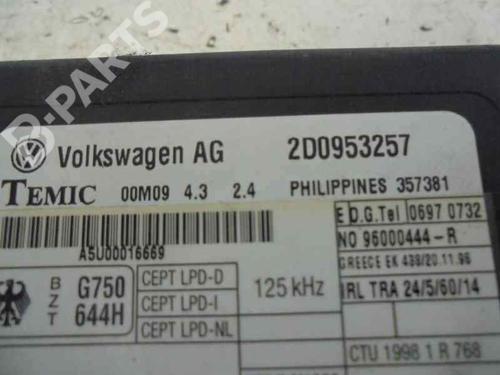 B-PARTS
Volkswagen AG 2D0953257
TEMIC 00M09 4.3 2.4 PHILIPPINES 357381
A5U00016669
E D.G.Tel 0697 0732
NO 96000444-R
GREECE EK 439/20.11.96
IRL TRA 24/5/60/14
CTU 1998 1 R 768
BZT G750 644H
CEPT LPD-D
CEPT LPD-I
CEPT LPD-NL
125 kHz